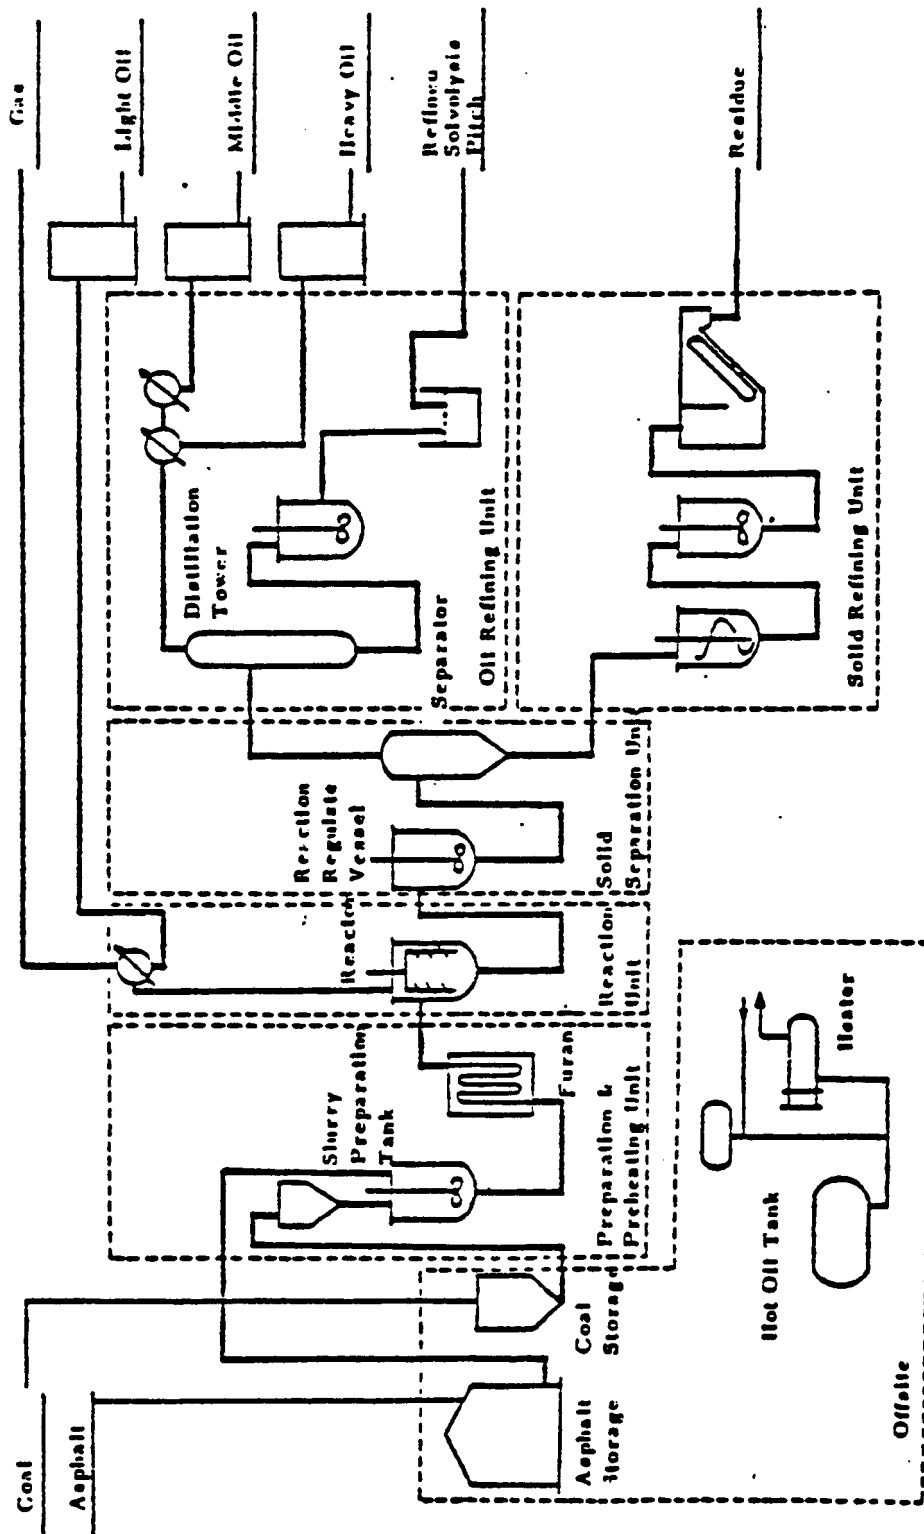 Coal
Asphalt
Asphalt
Storage
Coal
Storage
Offsite
Hot Oil Tank
Heater
Slurry
Preparation
Tank
Furan
Preparation &
Preheating Unit
Reactor
Reaction
Unit
Reaction
Regulate
Vessel
Solid
Separation Unit
Separator
Distillation
Tower
Oil Refining Unit
Solid Refining Unit
Gas
Light Oil
Middle Oil
Heavy Oil
Refined
Solvolysis
Pitch
Residue